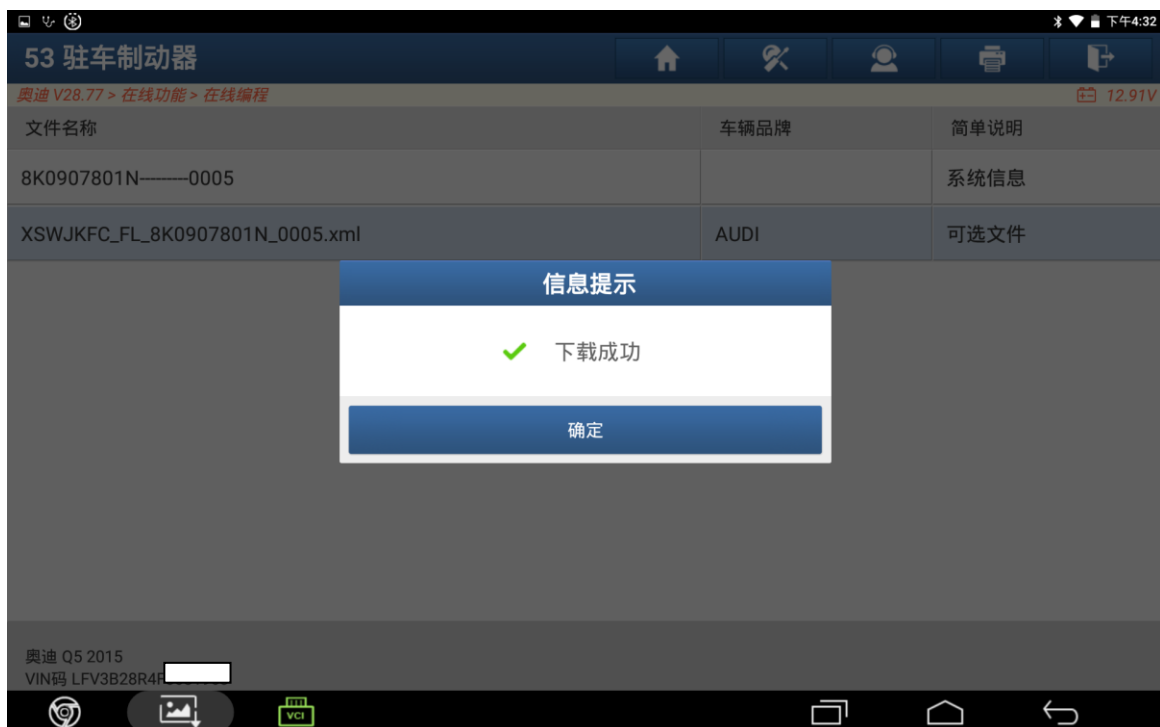 下午4:32
53 驻车制动器
奥迪 V28.77 > 在线功能 > 在线编程
12.91V
文件名称 车辆品牌 简单说明
8K0907801N---------0005 系统信息
XSWJKFC_FL_8K0907801N_0005.xml AUDI 可选文件
信息提示
下载成功
确定
奥迪 Q5 2015
VIN码 LFV3B28R4F
VCI